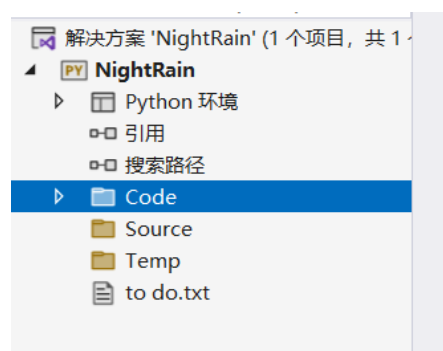 解决方案 'NightRain' (1 个项目，共 1
PY NightRain
Python 环境
引用
搜索路径
Code
Source
Temp
to do.txt